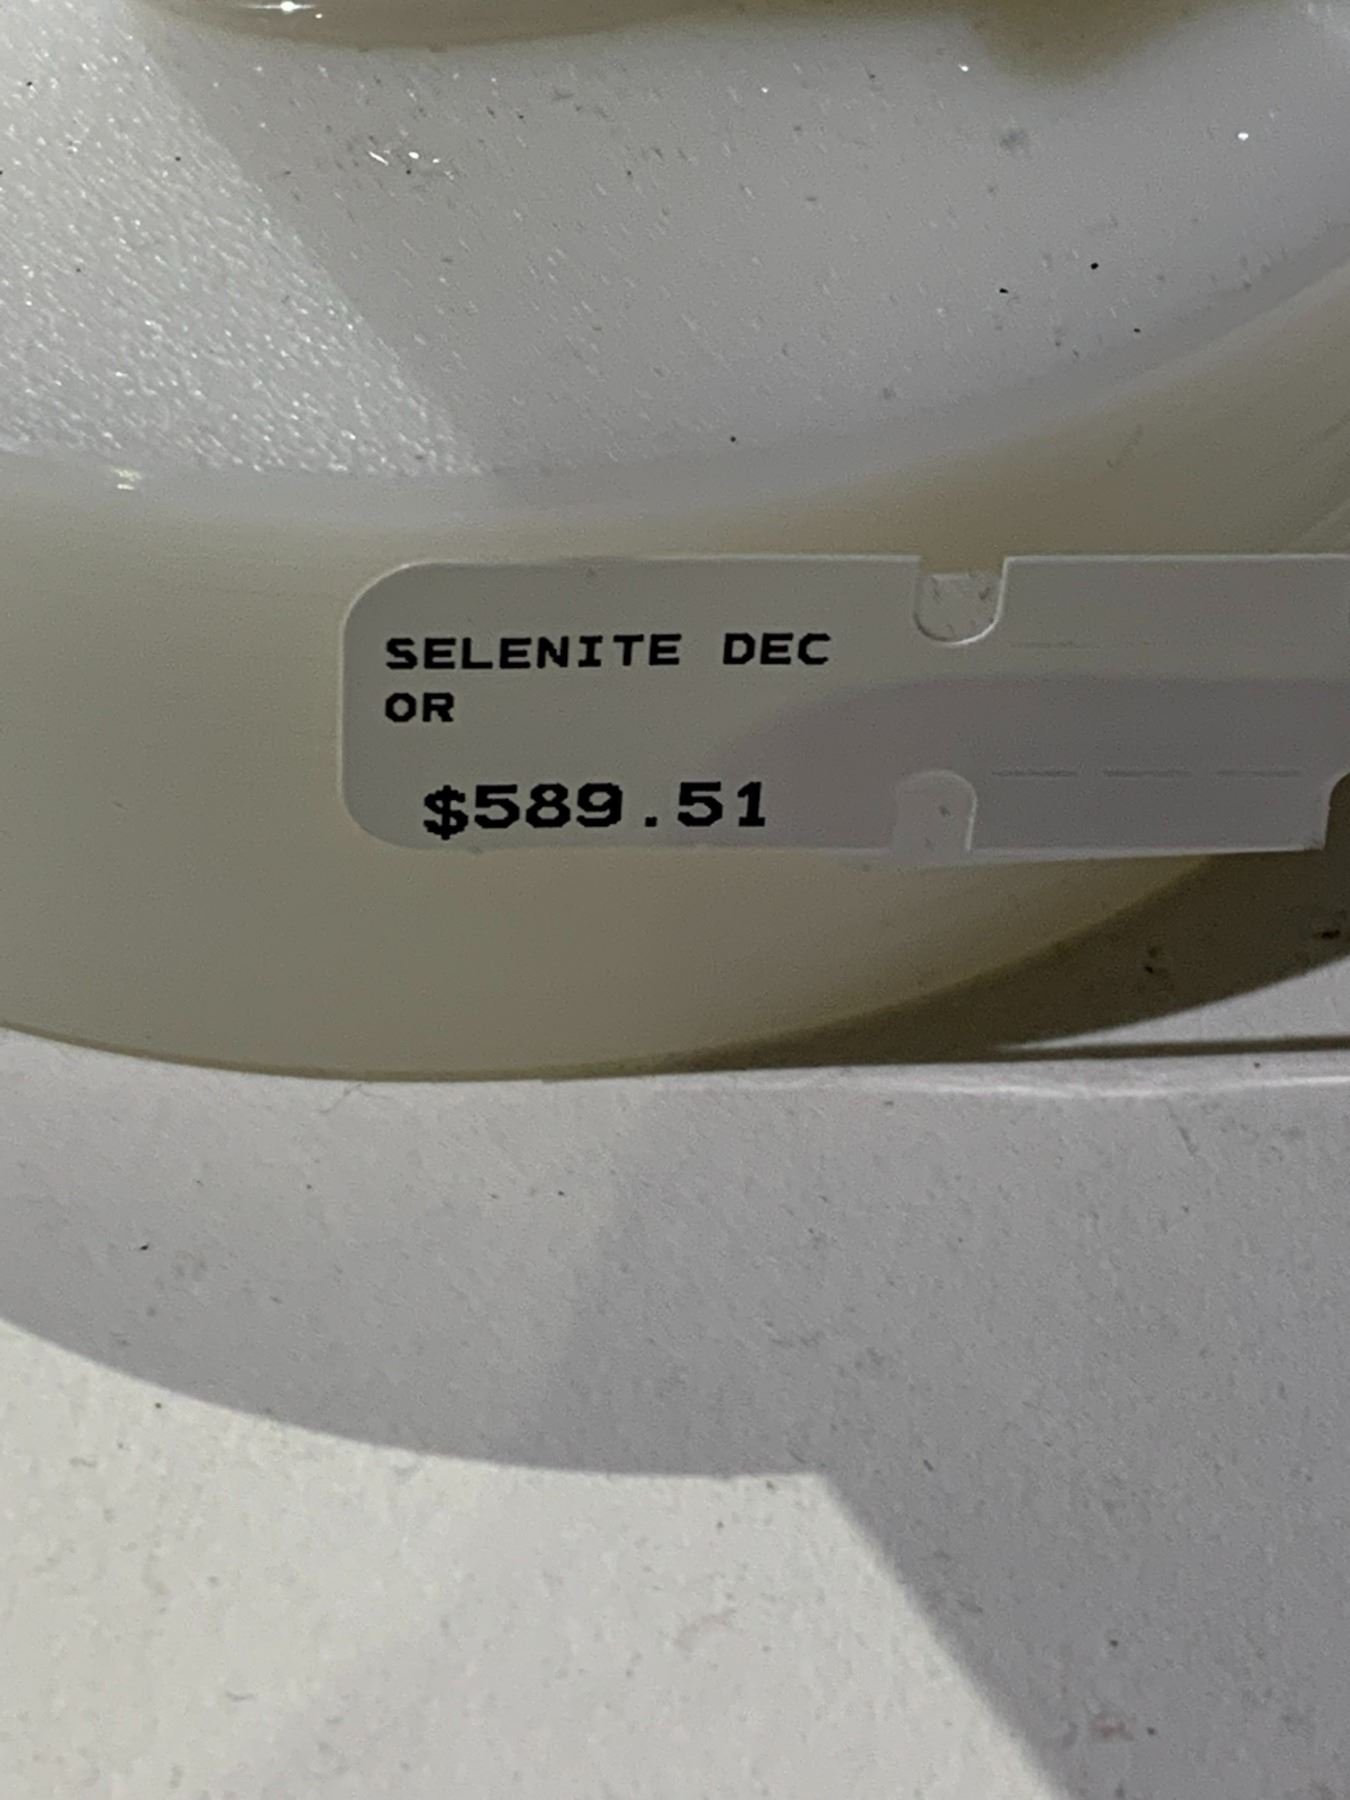 SELENITE DEC
OR
$589.51